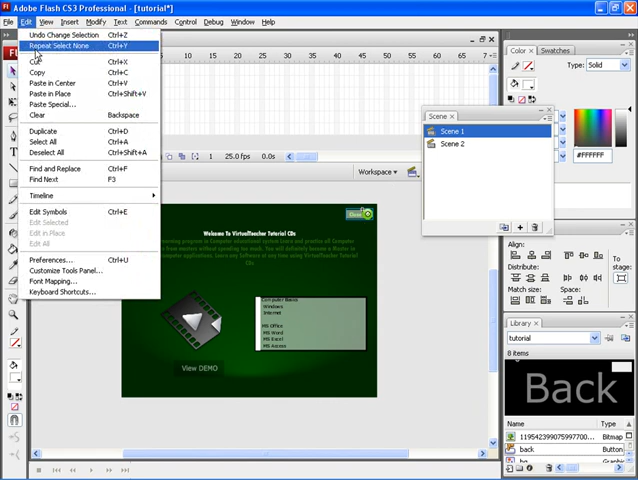 Adobe Flash CS3 Professional - [tutorial*]
File Edit View Insert Modify Text Commands Control Debug Window Help
Undo Change Selection Ctrl+Z
Repeat Select None Ctrl+Y
Cut Ctrl+X
Copy Ctrl+C
Paste in Center Ctrl+V
Paste in Place Ctrl+Shift+V
Paste Special...
Clear Backspace
Duplicate Ctrl+D
Select All Ctrl+A
Deselect All Ctrl+Shift+A
Find and Replace Ctrl+F
Find Next F3
Timeline
Edit Symbols Ctrl+E
Edit Selected
Edit in Place
Edit All
Preferences... Ctrl+U
Customize Tools Panel...
Font Mapping...
Keyboard Shortcuts...
1 25.0 fps 0.0s
Workspace
Welcome To VirtualTeacher Tutorial CDs
Computer Basics
Windows
Internet
MS Office
MS Word
MS Excel
MS Access
View DEMO
Scene
Scene 1
Scene 2
Color Swatches
Type: Solid
#FFFFFF
Align:
Distribute:
Match size: Space:
To stage:
Library
tutorial
8 items
Back
Name Type
119542399075997700... Bitmap
back Button
bg Graphic